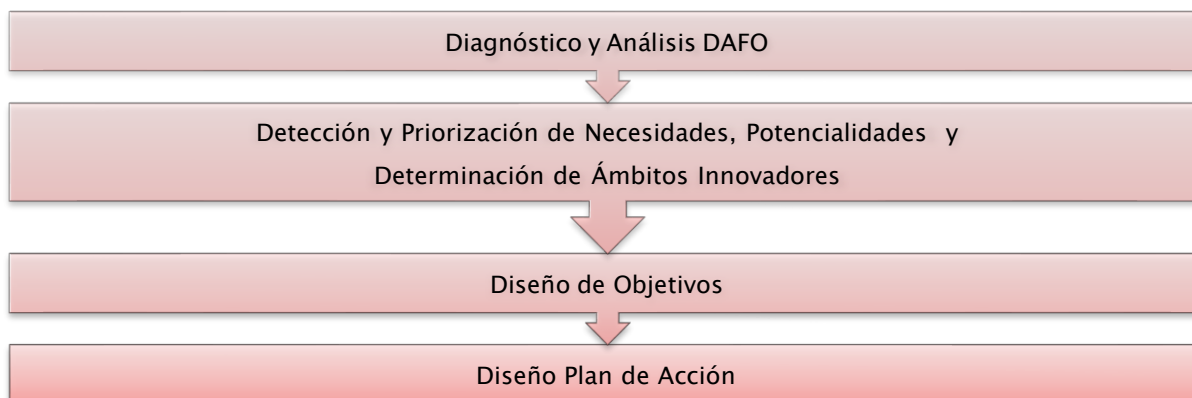 Diagnóstico y Análisis DAFO
Detección y Priorización de Necesidades, Potencialidades y
Determinación de Ámbitos Innovadores
Diseño de Objetivos
Diseño Plan de Acción